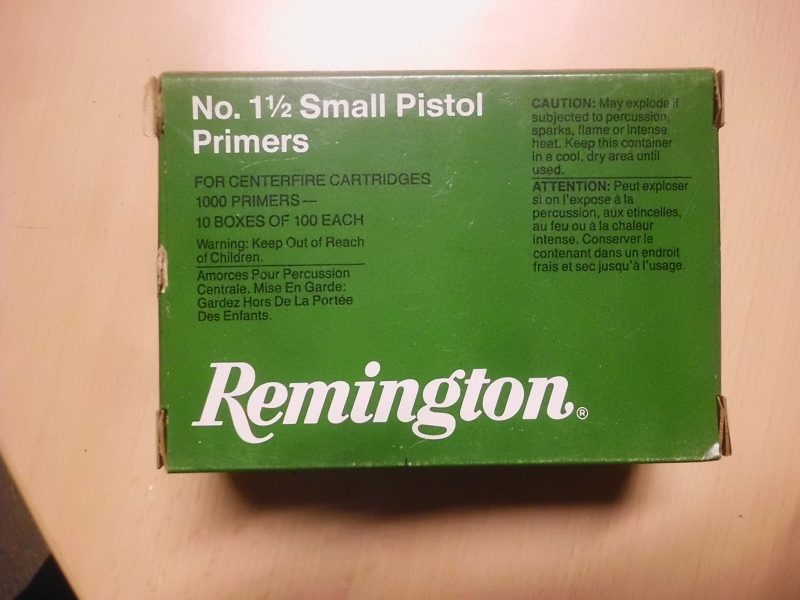 No. 1½ Small Pistol
Primers
FOR CENTERFIRE CARTRIDGES
1000 PRIMERS—
10 BOXES OF 100 EACH
Warning: Keep Out of Reach
of Children.
Amorces Pour Percussion
Centrale. Mise En Garde:
Gardez Hors De La Portée
Des Enfants.
CAUTION: May explode if
subjected to percussion,
sparks, flame or intense
heat. Keep this container
in a cool, dry area until
used.
ATTENTION: Peut exploser
si on l'expose à la
percussion, aux etincelles,
au feu ou à la chaleur
intense. Conserver le
contenant dans un endroit
frais et sec jusqu'à l'usage.
Remington®